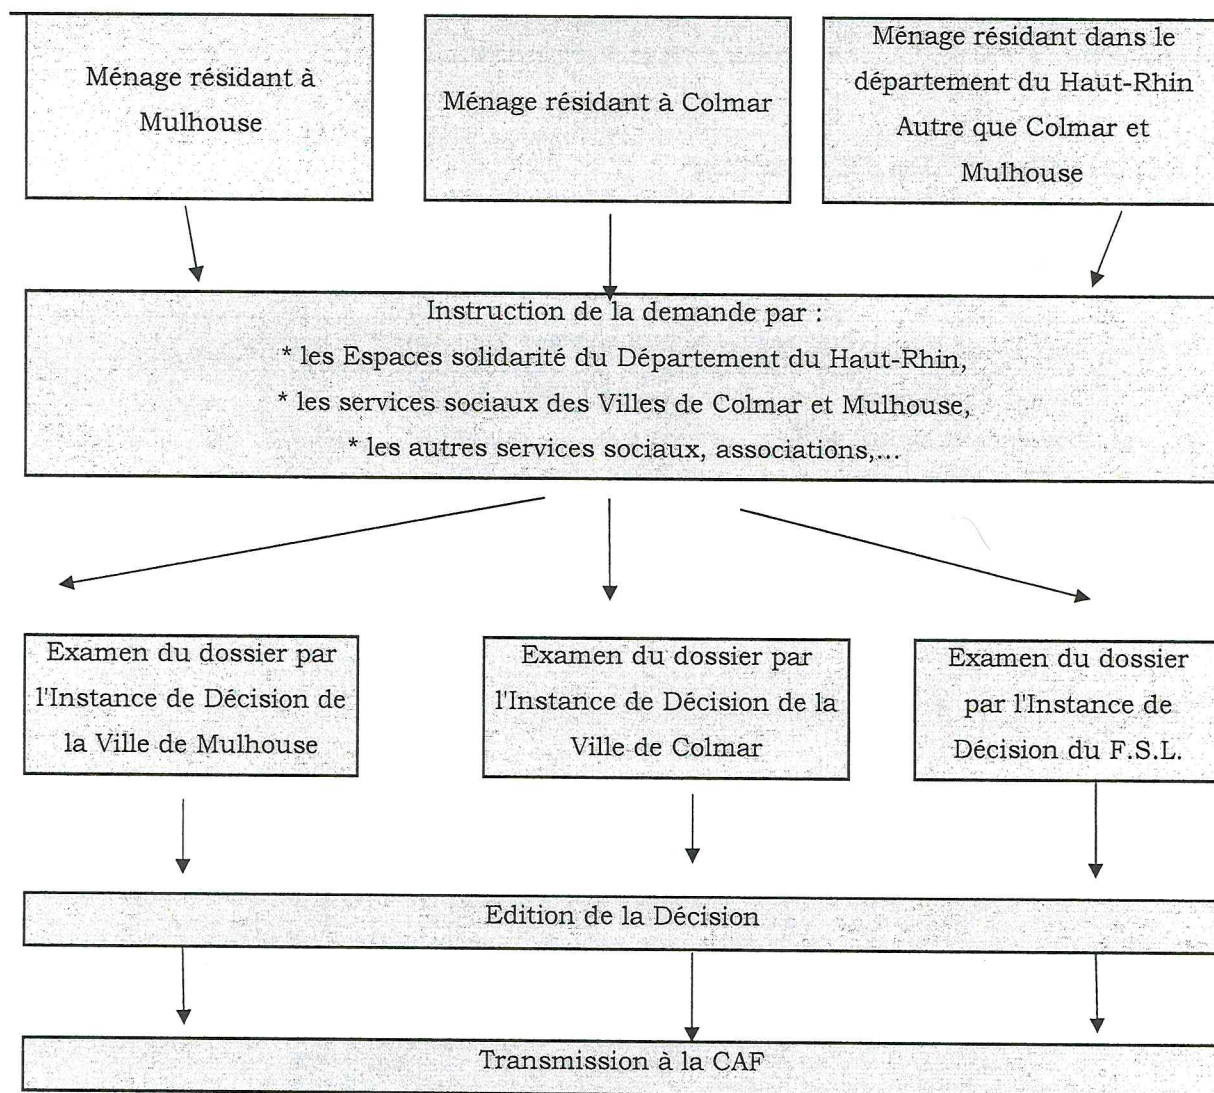 Ménage résidant à
Mulhouse
Ménage résidant à Colmar
Ménage résidant dans le
département du Haut-Rhin
Autre que Colmar et
Mulhouse
Instruction de la demande par :
* les Espaces solidarité du Département du Haut-Rhin,
* les services sociaux des Villes de Colmar et Mulhouse,
* les autres services sociaux, associations,...
Examen du dossier par
l'Instance de Décision de
la Ville de Mulhouse
Examen du dossier par
l'Instance de Décision de la
Ville de Colmar
Examen du dossier
par l'Instance de
Décision du F.S.L.
Edition de la Décision
Transmission à la CAF